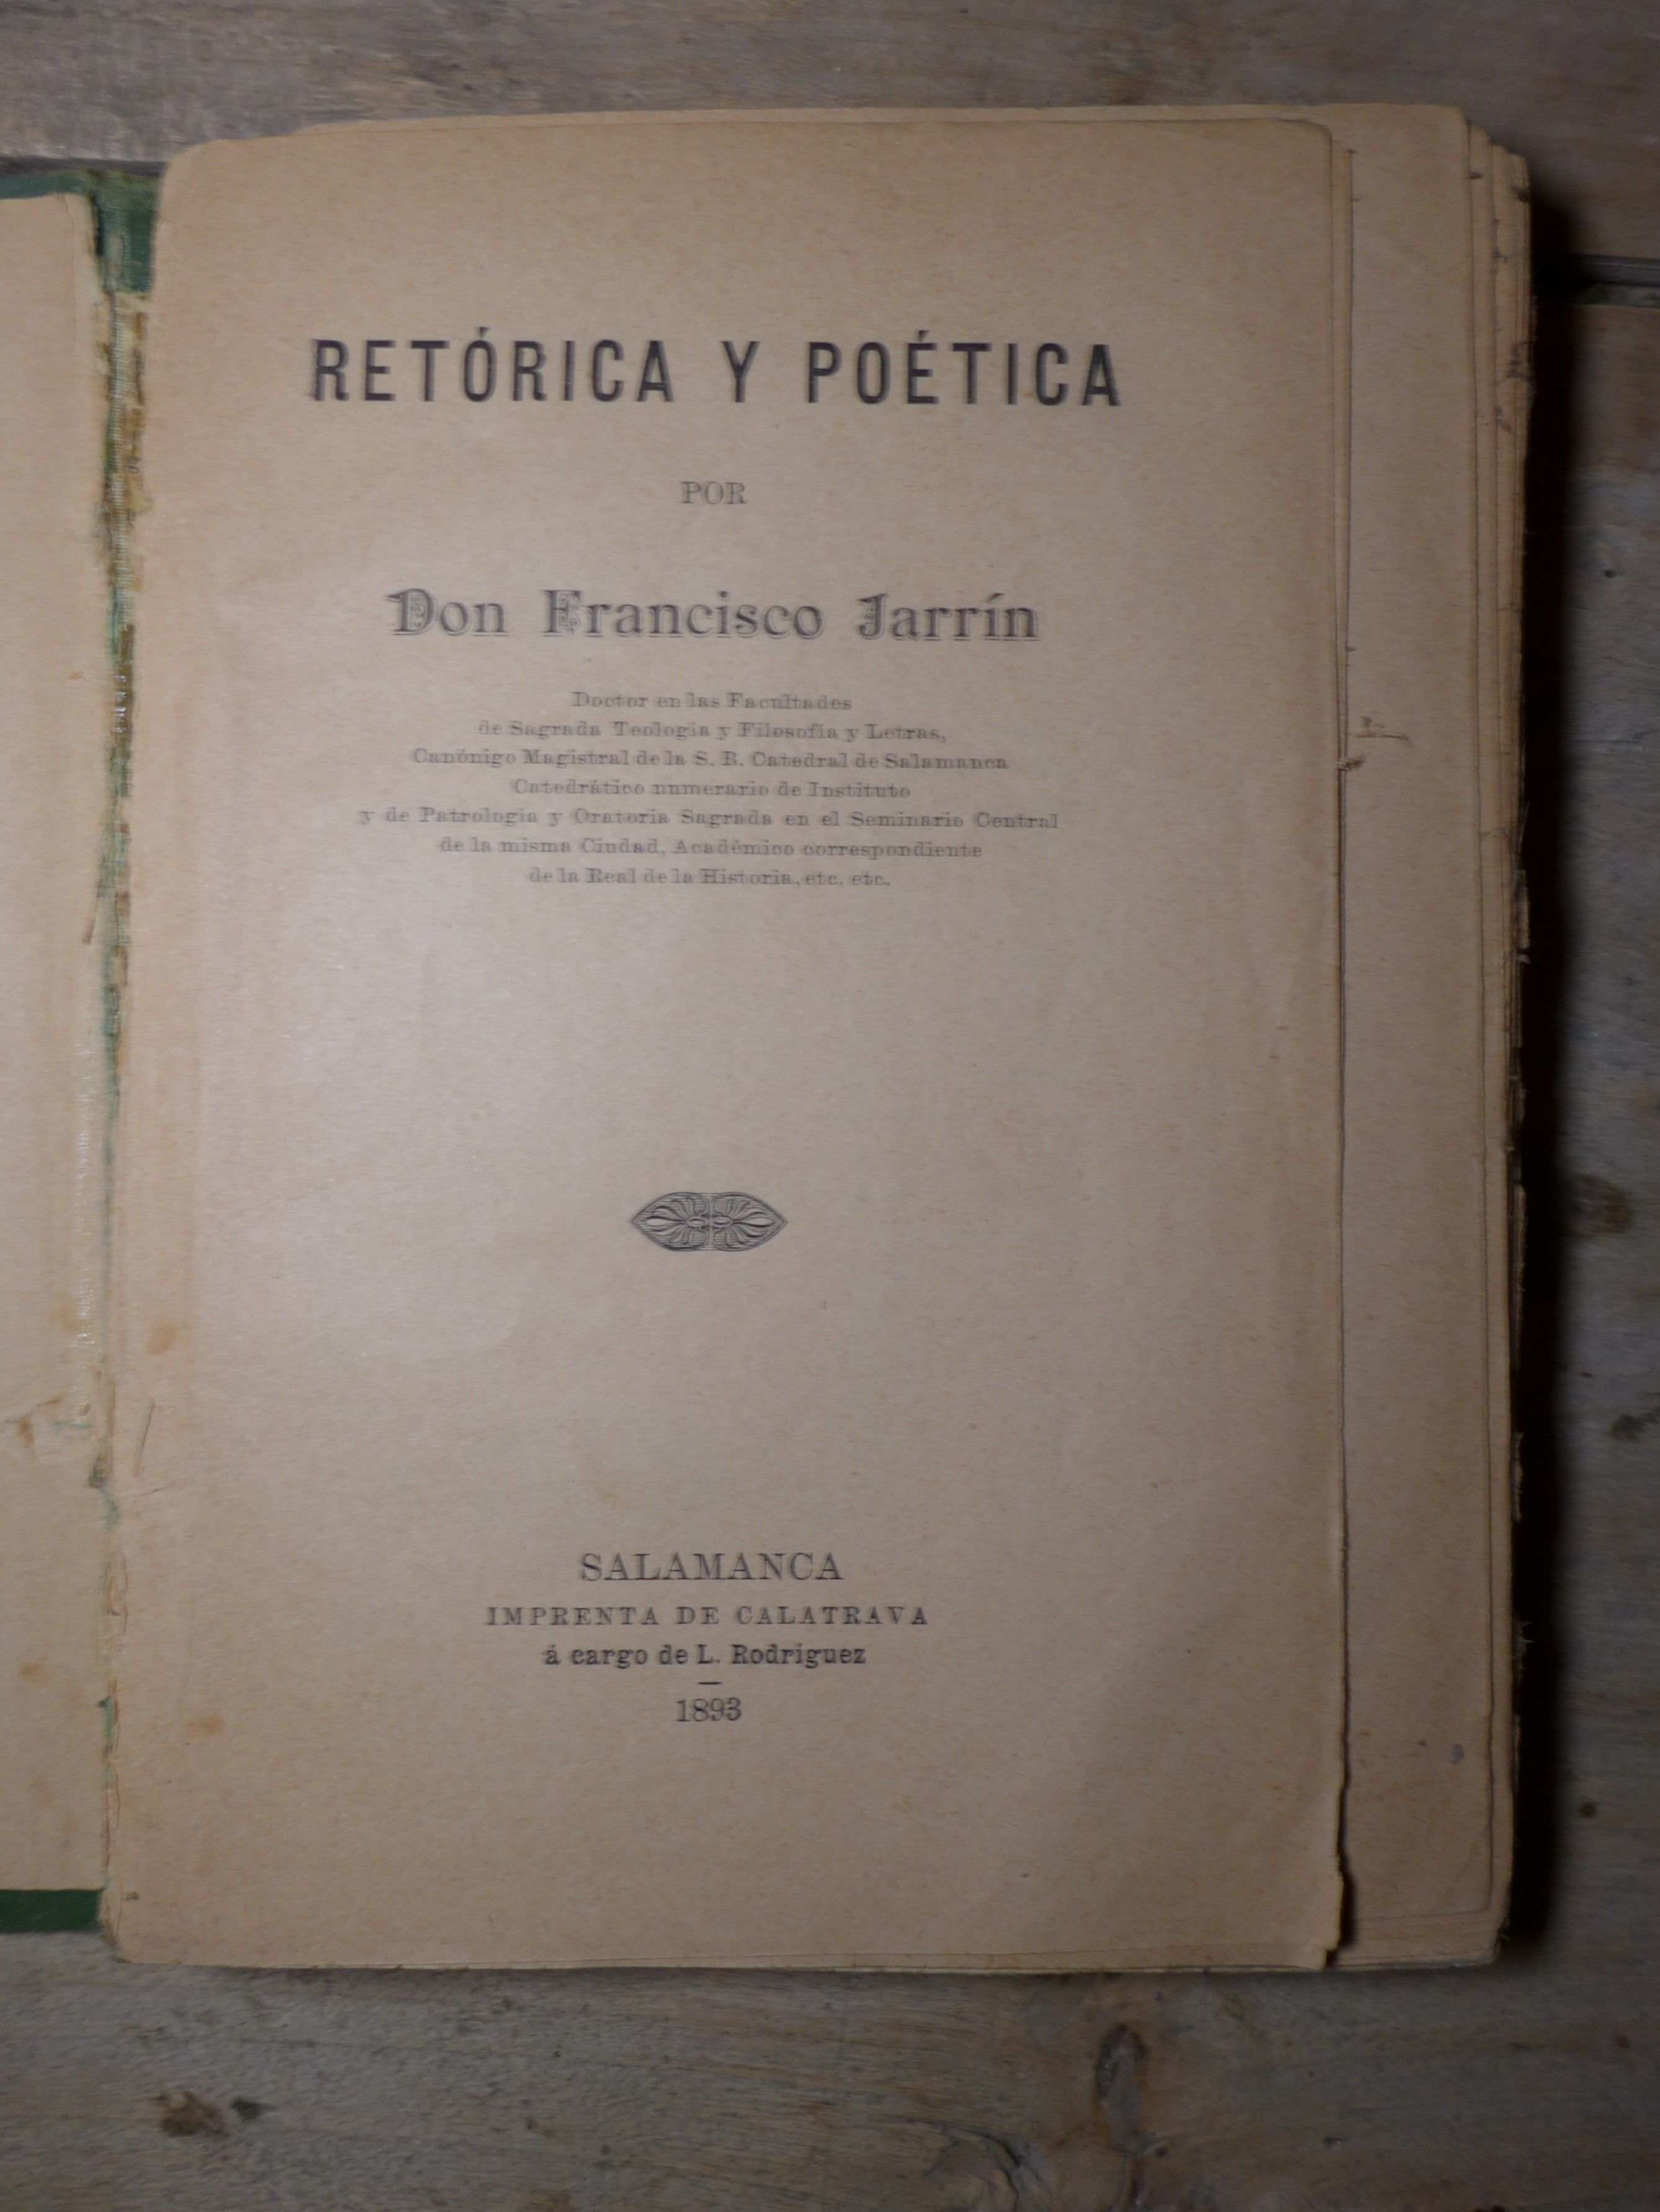 RETÓRICA Y POÉTICA
POR
Don Francisco Jarrín
Doctor en las Facultades
de Sagrada Teología y Filosofía y Letras,
Canónigo Magistral de la S. B. Catedral de Salamanca
Catedrático numerario de Instituto
y de Patrología y Oratoria Sagrada en el Seminario Central
de la misma Ciudad, Académico correspondiente
de la Real de la Historia, etc. etc.
SALAMANCA
IMPRENTA DE CALATRAVA
á cargo de L. Rodríguez
1893